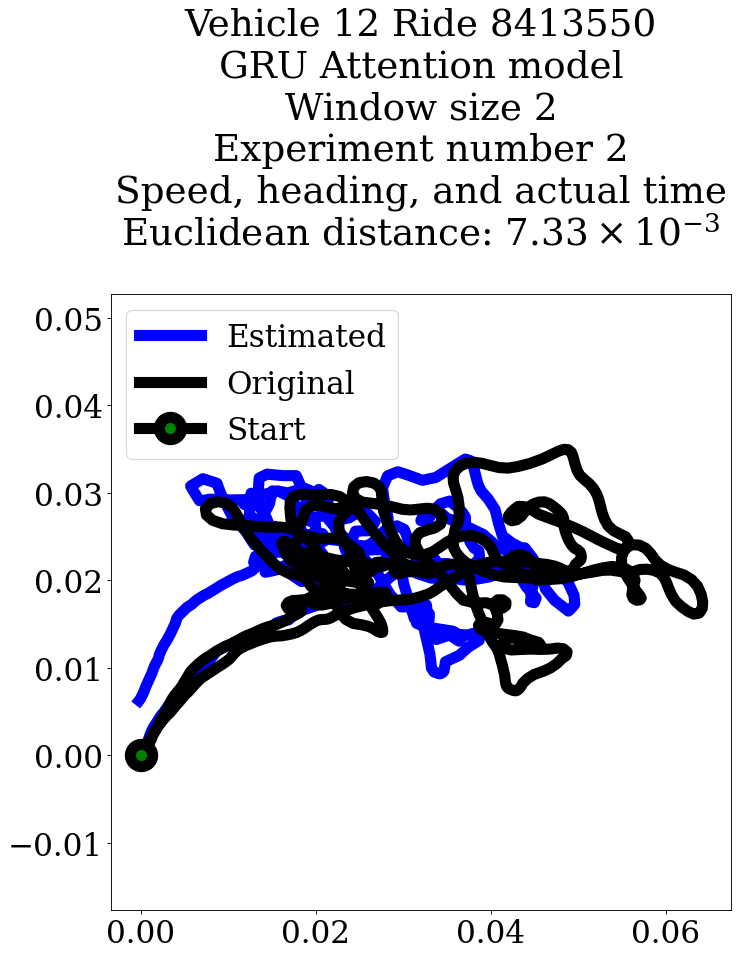 Vehicle 12 Ride 8413550
GRU Attention model
Window size 2
Experiment number 2
Speed, heading, and actual time
Euclidean distance: 7.33 × 10⁻³
Estimated
Original
Start
0.05
0.04
0.03
0.02
0.01
0.00
−0.01
0.00 0.02 0.04 0.06